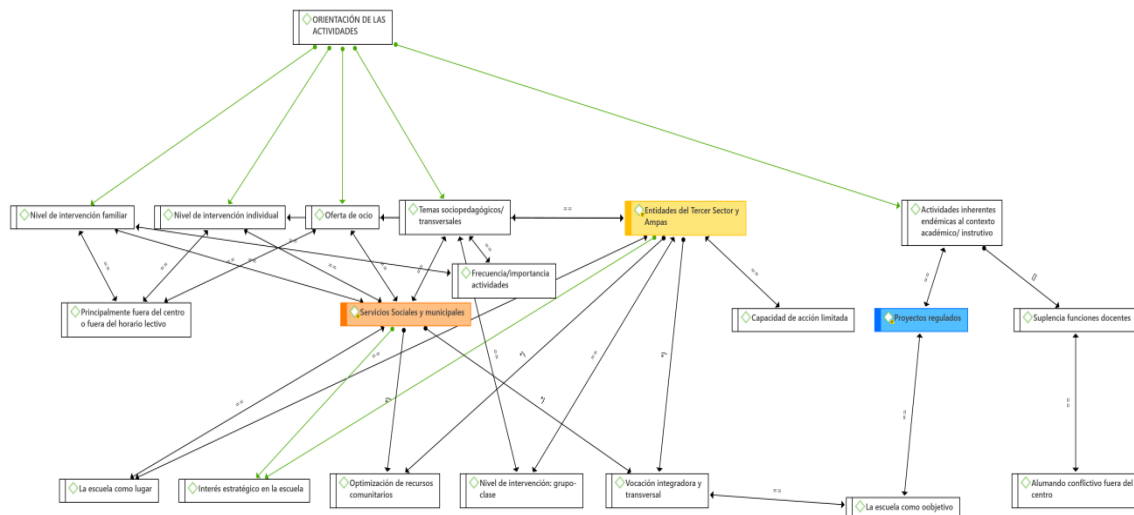 ORIENTACIÓN DE LAS
ACTIVIDADES
Nivel de intervención familiar
Nivel de intervención individual
Oferta de ocio
Temas sociopedagógicos/
transversales
Entidades del Tercer Sector y
Ampas
Actividades inherentes
endémicas al contexto
académico/ instrutivo
==
==
==
==
==
==
==
==
==
==
[]
Frecuencia/importancia
actividades
Principalmente fuera del centro
o fuera del horario lectivo
Servicios Sociales y municipales
Capacidad de acción limitada
Proyectos regulados
Suplencia funciones docentes
==
==
==
*}
==
*}
*}
*}
==
==
La escuela como lugar
Interés estratégico en la escuela
Optimización de recursos
comunitarios
Nivel de intervención: grupo-
clase
Vocación integradora y
transversal
==
La escuela como oobjetivo
Alumando conflictivo fuera del
centro